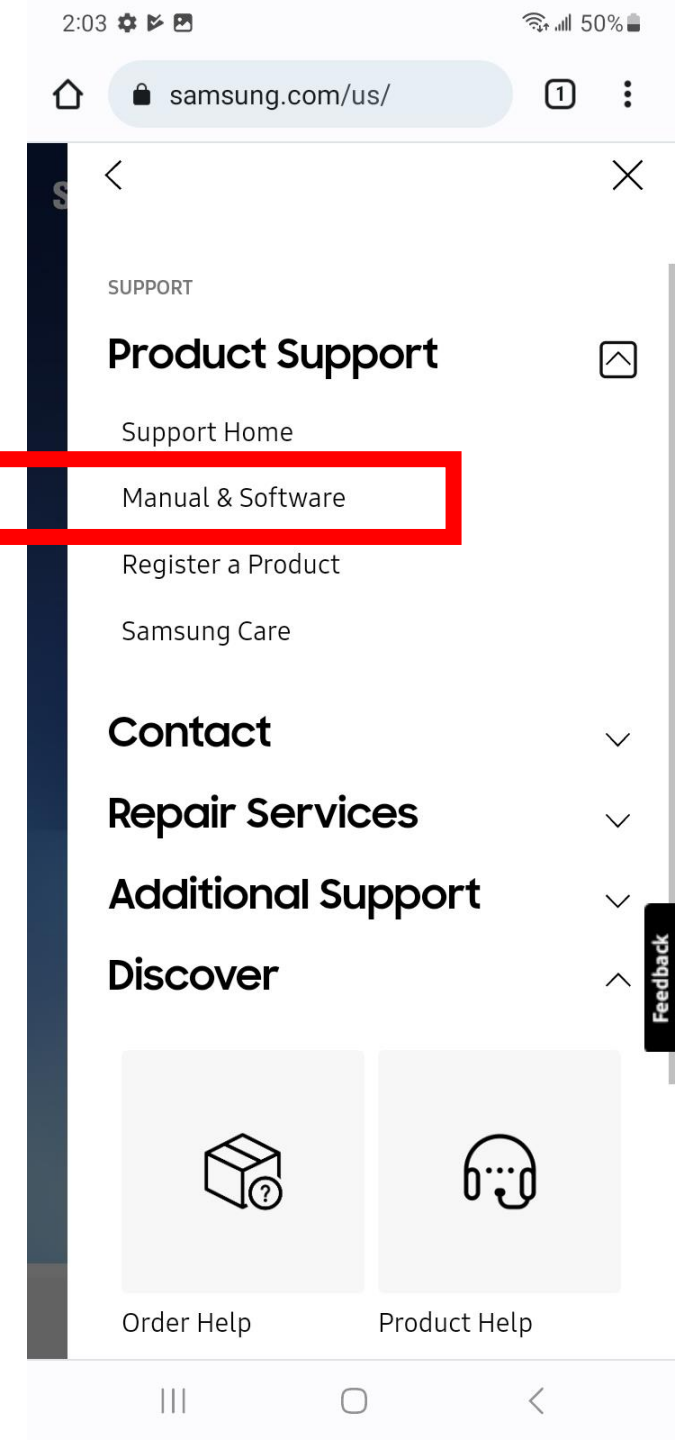 2:03
50%
samsung.com/us/
1
S
SUPPORT
Product Support
Support Home
Manual & Software
Register a Product
Samsung Care
Contact
Repair Services
Additional Support
Discover
Feedback
?
Order Help
Product Help